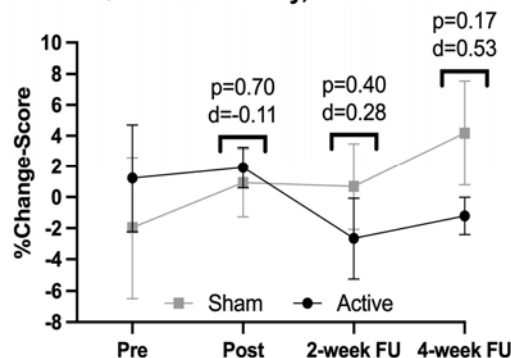 p=0.17
d=0.53
p=0.70
d=-0.11
p=0.40
d=0.28
10
8
6
4
2
0
-2
-4
-6
-8
%Change-Score
Sham
Active
Pre
Post
2-week FU
4-week FU